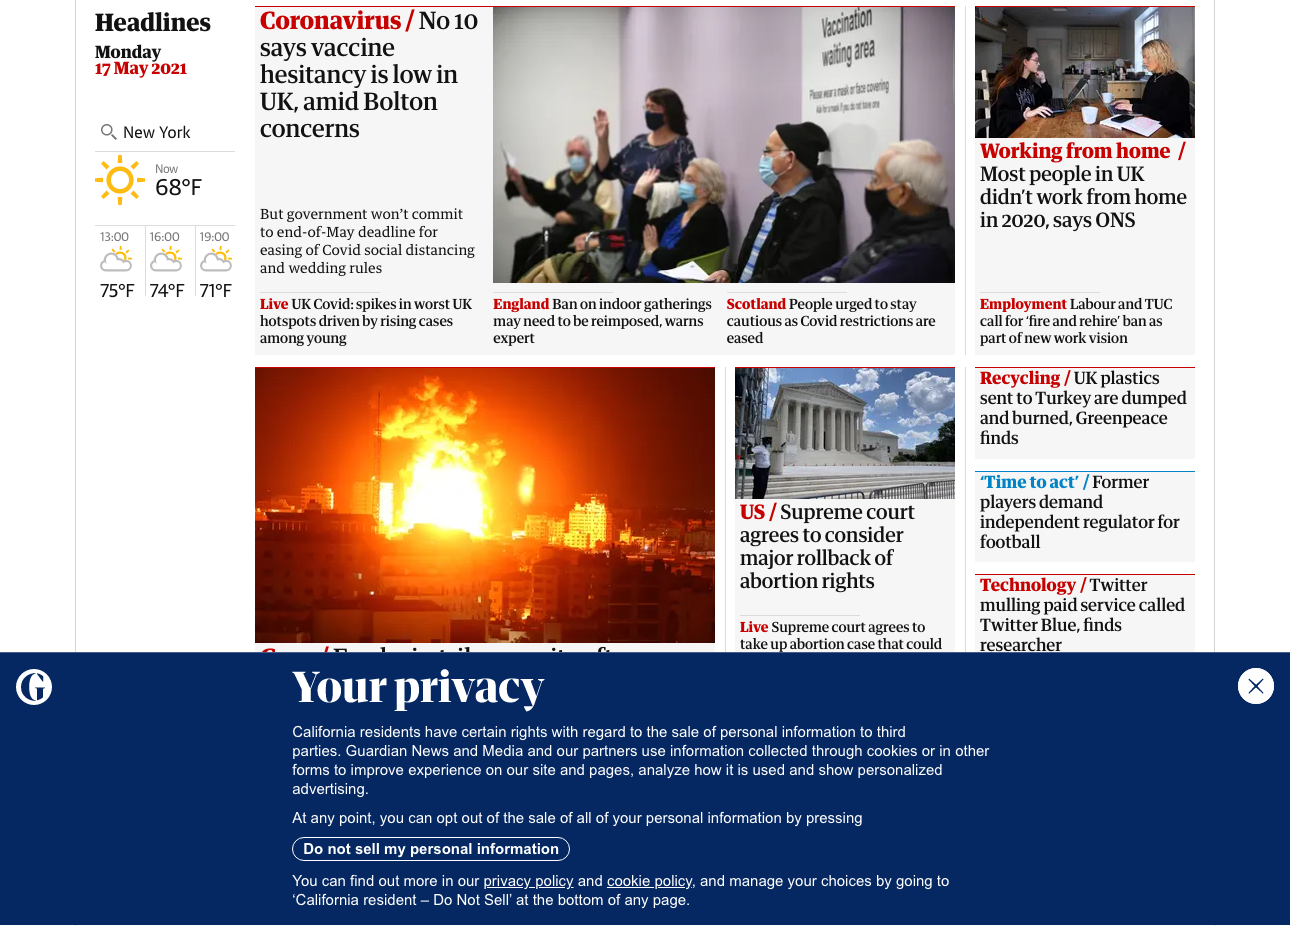 Headlines
Monday
17 May 2021
New York
Now
68°F
13:00
16:00
19:00
75°F
74°F
71°F
Coronavirus / No 10
says vaccine
hesitancy is low in
UK, amid Bolton
concerns
But government won’t commit
to end-of-May deadline for
easing of Covid social distancing
and wedding rules
Vaccination
waiting area
Please wear a mask or face covering
Ask for a mask if you do not have one
Live UK Covid: spikes in worst UK
hotspots driven by rising cases
among young
England Ban on indoor gatherings
may need to be reimposed, warns
expert
Scotland People urged to stay
cautious as Covid restrictions are
eased
Working from home /
Most people in UK
didn’t work from home
in 2020, says ONS
Employment Labour and TUC
call for ‘fire and rehire’ ban as
part of new work vision
US / Supreme court
agrees to consider
major rollback of
abortion rights
Live Supreme court agrees to
take up abortion case that could
Recycling / UK plastics
sent to Turkey are dumped
and burned, Greenpeace
finds
‘Time to act’ / Former
players demand
independent regulator for
football
Technology / Twitter
mulling paid service called
Twitter Blue, finds
researcher
Your privacy
California residents have certain rights with regard to the sale of personal information to third
parties. Guardian News and Media and our partners use information collected through cookies or in other
forms to improve experience on our site and pages, analyze how it is used and show personalized
advertising.
At any point, you can opt out of the sale of all of your personal information by pressing
Do not sell my personal information
You can find out more in our privacy policy and cookie policy, and manage your choices by going to
‘California resident – Do Not Sell’ at the bottom of any page.